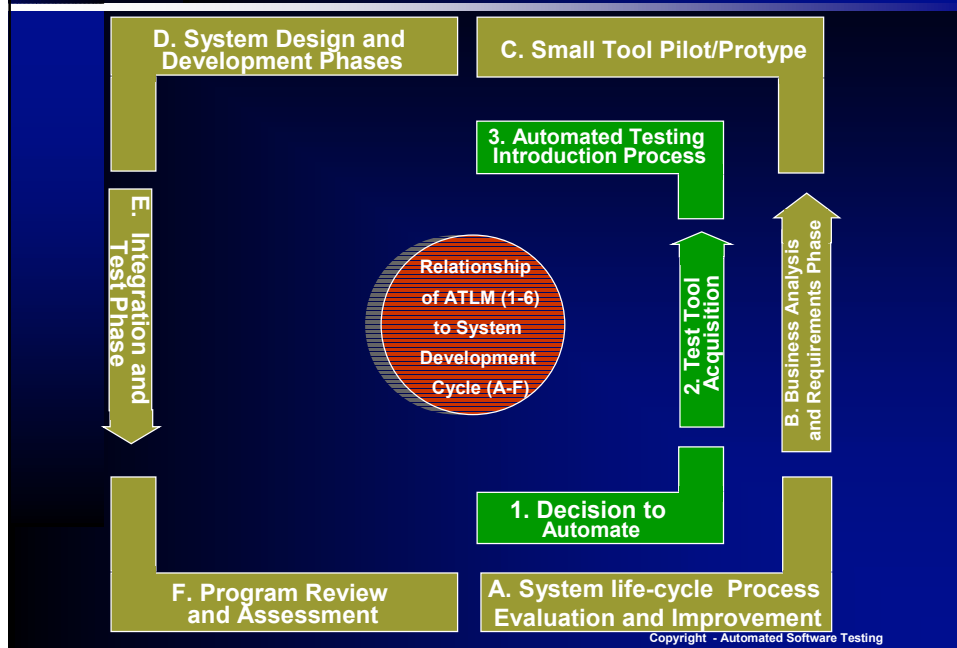 D. System Design and
Development Phases
C. Small Tool Pilot/Protype
3. Automated Testing
Introduction Process
E. Integration and
Test Phase
Relationship
of ATLM (1-6)
to System
Development
Cycle (A-F)
2. Test Tool
Acquisition
B. Business Analysis
and Requirements Phase
1. Decision to
Automate
F. Program Review
and Assessment
A. System life-cycle Process
Evaluation and Improvement
Copyright - Automated Software Testing